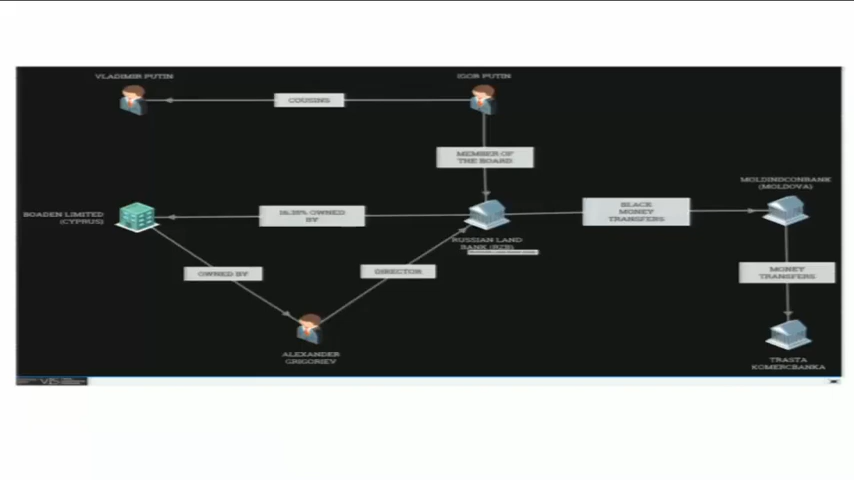 VLADIMIR PUTIN
IGOR PUTIN
COUSINS
MEMBER OF
THE BOARD
MOLDINDCONBANK
(MOLDOVA)
BOADEN LIMITED
(CYPRUS)
OWNED BY
BLACK
MONEY
TRANSFERS
RUSSIAN LAND
BANK (RZB)
OWNED BY
DIRECTOR
MONEY
TRANSFERS
ALEXANDER
GRIGORIEV
TRASTA
KOMERCBANKA